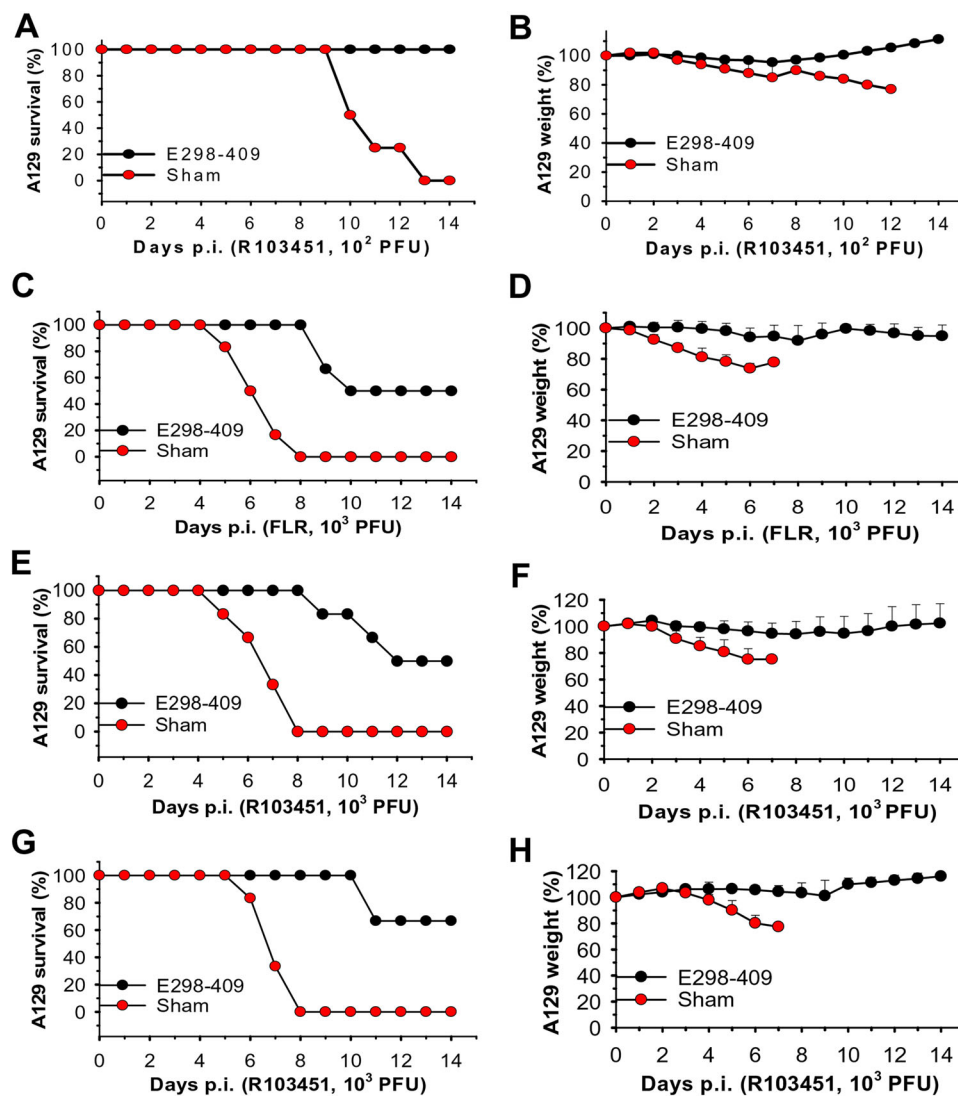 A
A129 survival (%)
100
80
60
40
20
0
E298-409
Sham
0 2 4 6 8 10 12 14
Days p.i. (R103451, 10² PFU)
B
A129 weight (%)
120
100
80
60
40
20
0
E298-409
Sham
0 2 4 6 8 10 12 14
Days p.i. (R103451, 10² PFU)
C
A129 survival (%)
100
80
60
40
20
0
E298-409
Sham
0 2 4 6 8 10 12 14
Days p.i. (FLR, 10³ PFU)
D
A129 weight (%)
100
80
60
40
20
0
E298-409
Sham
0 2 4 6 8 10 12 14
Days p.i. (FLR, 10³ PFU)
E
A129 survival (%)
100
80
60
40
20
0
E298-409
Sham
0 2 4 6 8 10 12 14
Days p.i. (R103451, 10³ PFU)
F
A129 weight (%)
120
100
80
60
40
20
0
E298-409
Sham
0 2 4 6 8 10 12 14
Days p.i. (R103451, 10³ PFU)
G
A129 survival (%)
100
80
60
40
20
0
E298-409
Sham
0 2 4 6 8 10 12 14
Days p.i. (R103451, 10³ PFU)
H
A129 weight (%)
120
100
80
60
40
20
0
E298-409
Sham
0 2 4 6 8 10 12 14
Days p.i. (R103451, 10³ PFU)